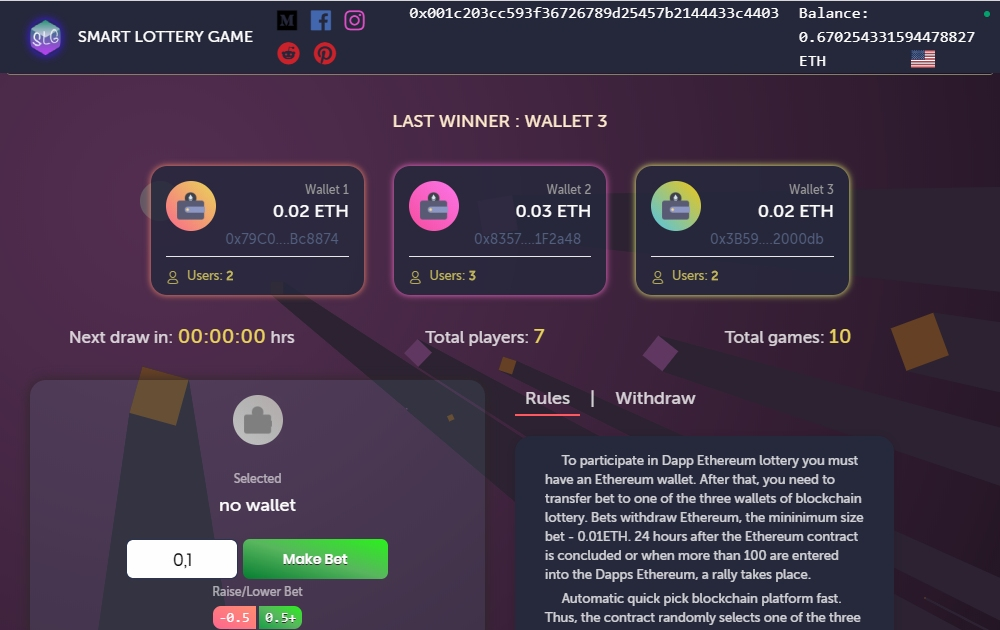 SLG
SMART LOTTERY GAME
0x001c203cc593f36726789d25457b2144433c4403
Balance:
0.670254331594478827
ETH
LAST WINNER : WALLET 3
Wallet 1
0.02 ETH
0x79C0....Bc8874
Users: 2
Wallet 2
0.03 ETH
0x8357....1F2a48
Users: 3
Wallet 3
0.02 ETH
0x3B59....2000db
Users: 2
Next draw in: 00:00:00 hrs
Total players: 7
Total games: 10
Selected
no wallet
0,1
Make Bet
Raise/Lower Bet
-0.5
0.5+
Rules | Withdraw
To participate in Dapp Ethereum lottery you must
have an Ethereum wallet. After that, you need to
transfer bet to one of the three wallets of blockchain
lottery. Bets withdraw Ethereum, the mininimum size
bet - 0.01ETH. 24 hours after the Ethereum contract
is concluded or when more than 100 are entered
into the Dapps Ethereum, a rally takes place.
Automatic quick pick blockchain platform fast.
Thus, the contract randomly selects one of the three